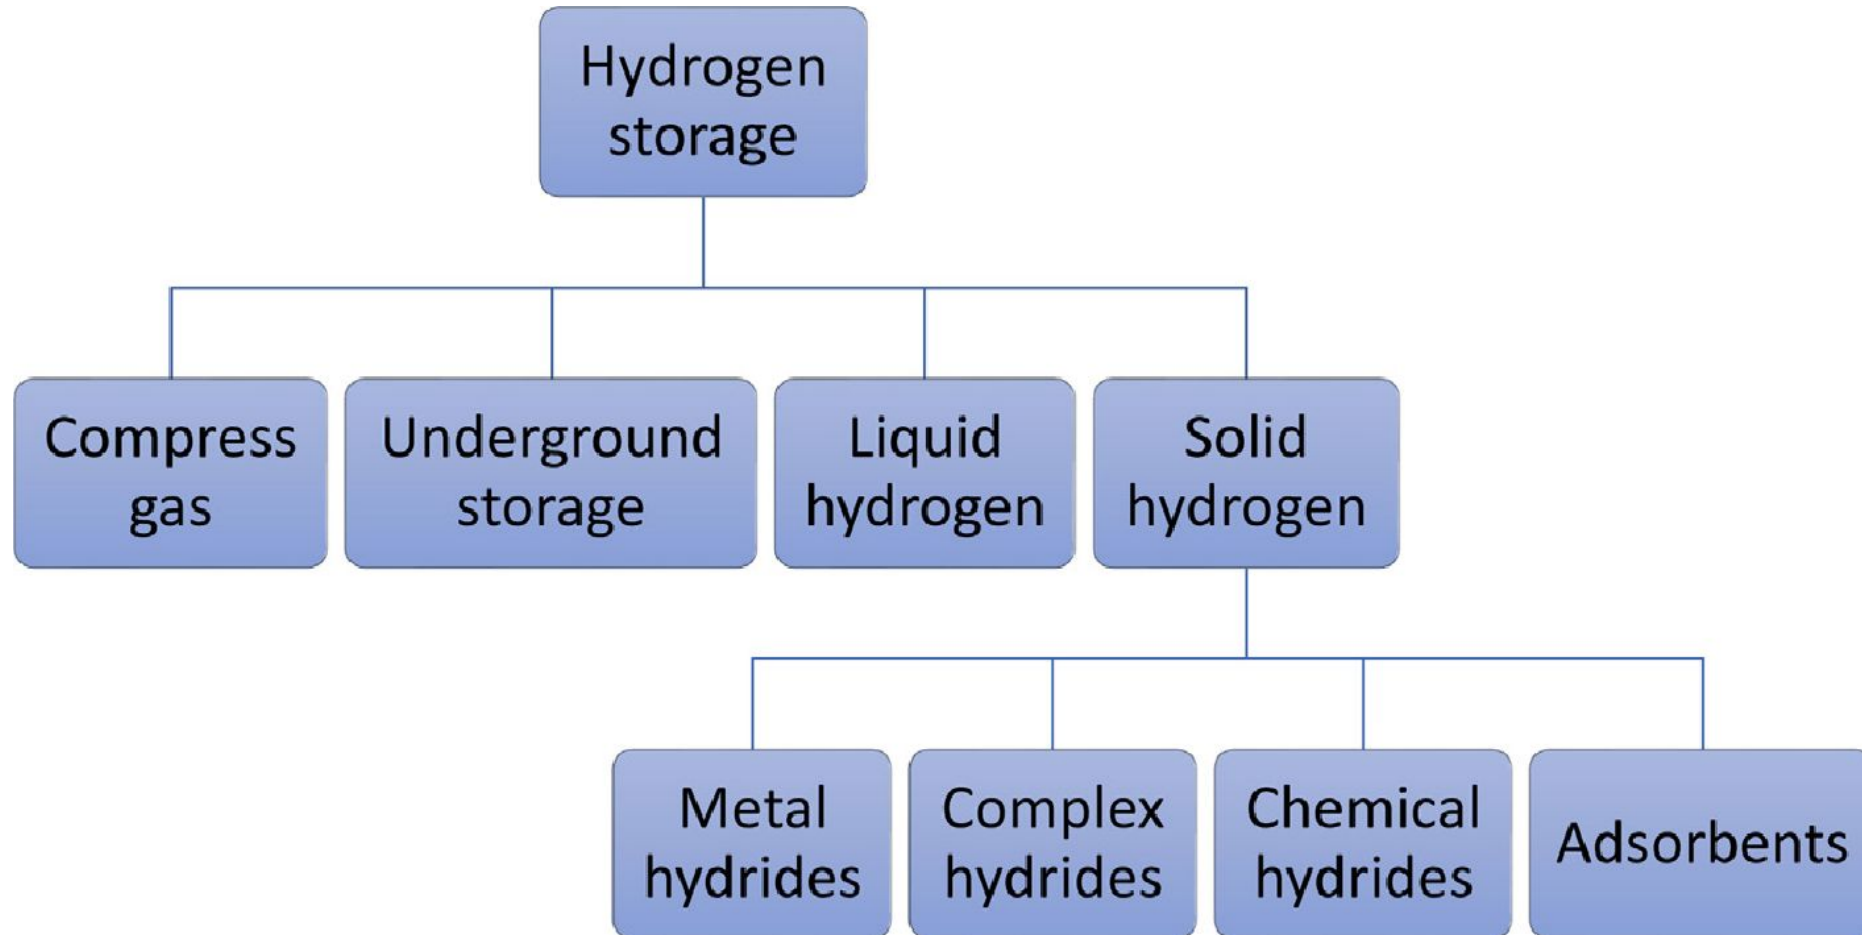 Hydrogen
storage
Compress
gas
Underground
storage
Liquid
hydrogen
Solid
hydrogen
Metal
hydrides
Complex
hydrides
Chemical
hydrides
Adsorbents